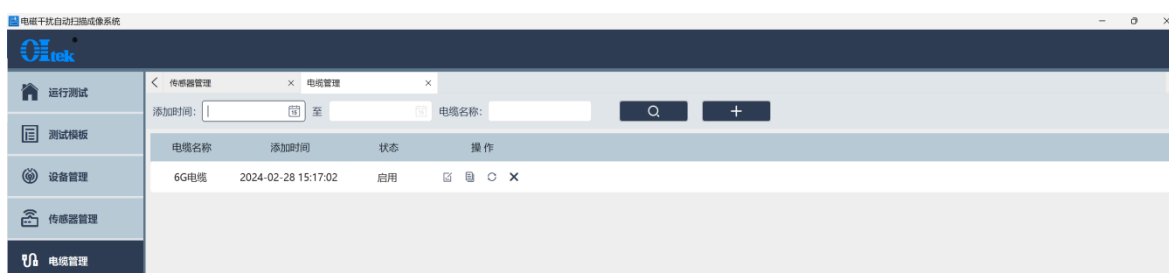 电磁干扰自动扫描成像系统
OItek
运行测试
测试模板
设备管理
传感器管理
电缆管理
传感器管理 电缆管理
添加时间: 至 电缆名称:
电缆名称 添加时间 状态 操作
6G电缆 2024-02-28 15:17:02 启用